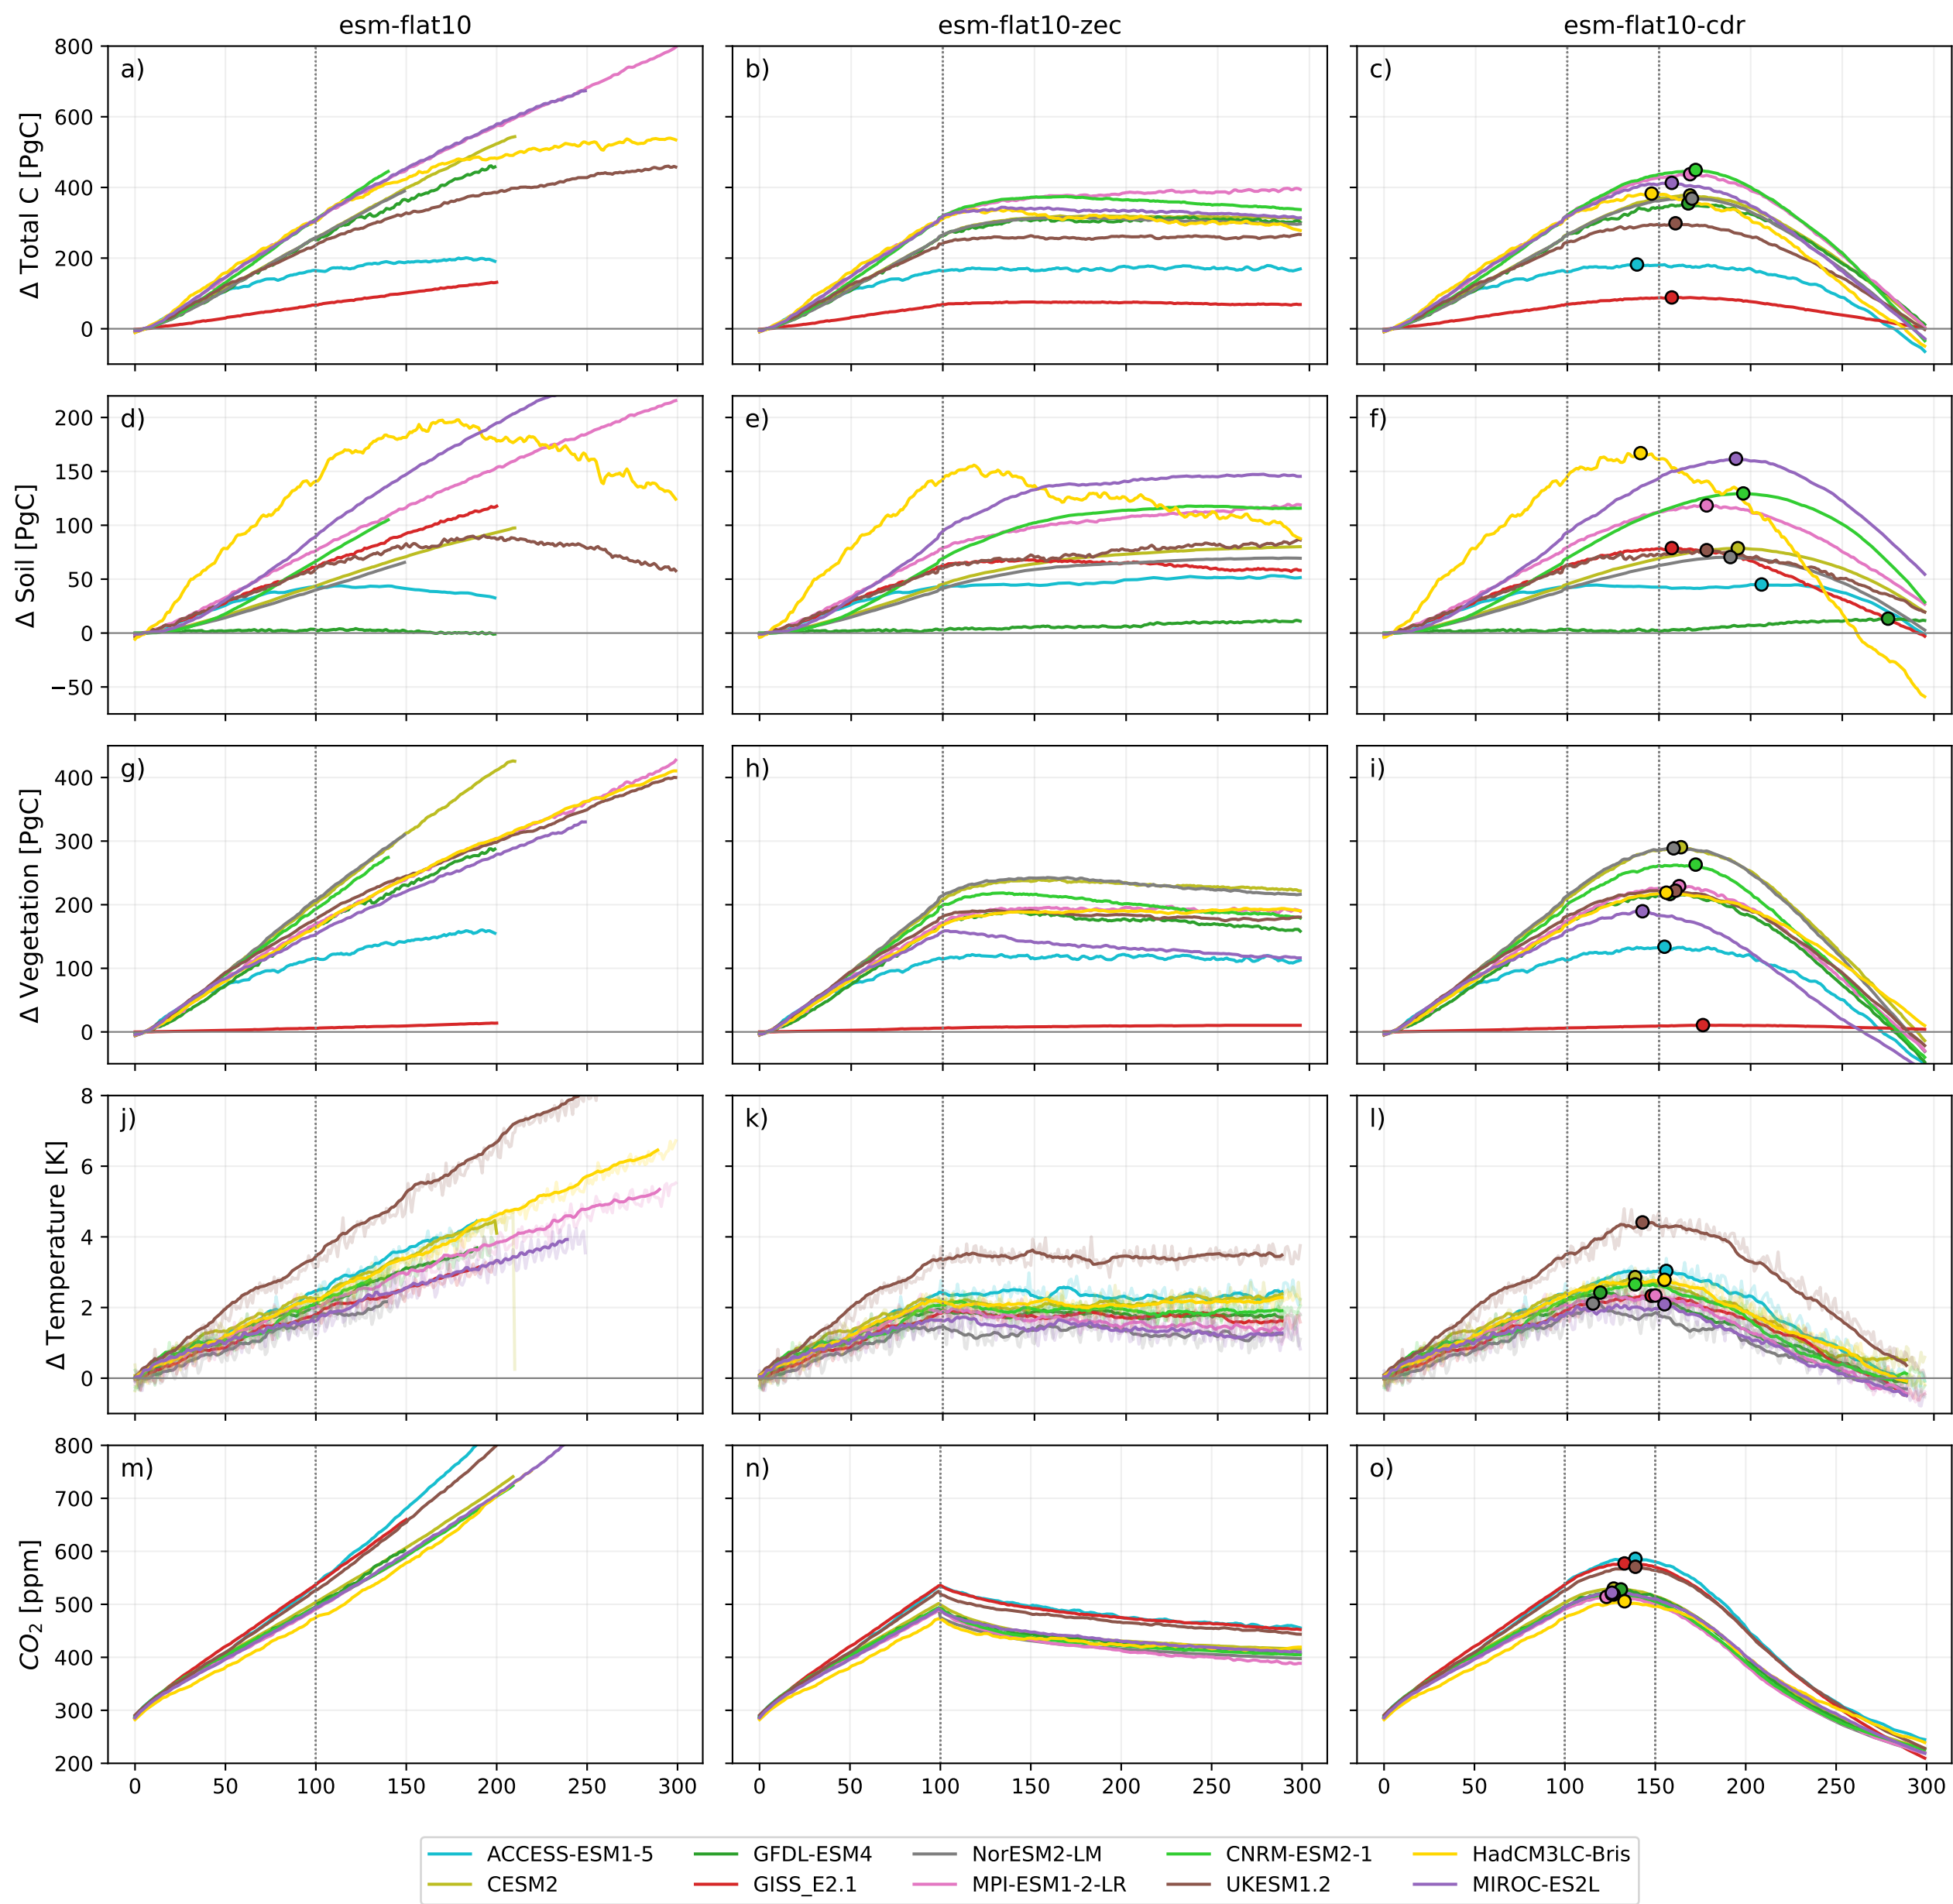 esm-flat10 esm-flat10-zec esm-flat10-cdr
a) b) c)
Δ Total C [PgC]
800
600
400
200
0
d) e) f)
Δ Soil [PgC]
200
150
100
50
0
−50
g) h) i)
Δ Vegetation [PgC]
400
300
200
100
0
j) k) l)
Δ Temperature [K]
8
6
4
2
0
m) n) o)
CO2 [ppm]
800
700
600
500
400
300
200
0 50 100 150 200 250 300 0 50 100 150 200 250 300 0 50 100 150 200 250 300
ACCESS-ESM1-5 GFDL-ESM4 NorESM2-LM CNRM-ESM2-1 HadCM3LC-Bris
CESM2 GISS_E2.1 MPI-ESM1-2-LR UKESM1.2 MIROC-ES2L